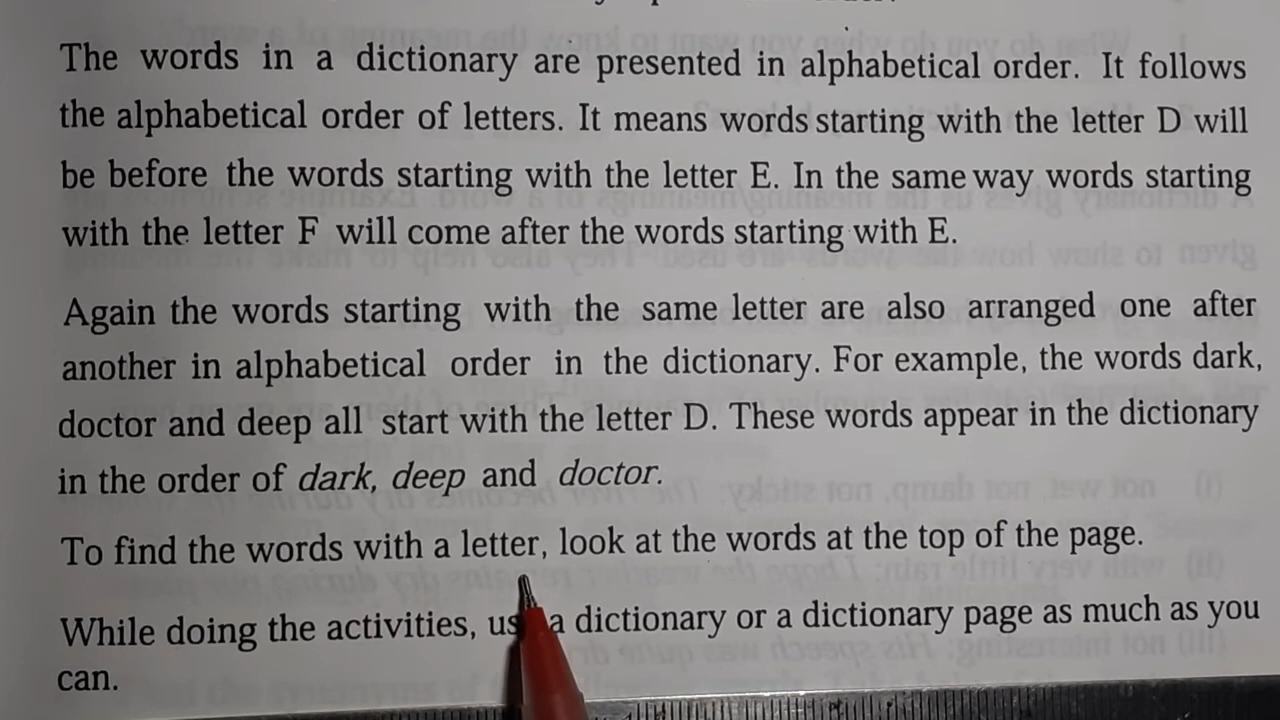 The words in a dictionary are presented in alphabetical order. It follows
the alphabetical order of letters. It means words starting with the letter D will
be before the words starting with the letter E. In the same way words starting
with the letter F will come after the words starting with E.
Again the words starting with the same letter are also arranged one after
another in alphabetical order in the dictionary. For example, the words dark,
doctor and deep all start with the letter D. These words appear in the dictionary
in the order of dark, deep and doctor.
To find the words with a letter, look at the words at the top of the page.
While doing the activities, a dictionary or a dictionary page as much as you
can.